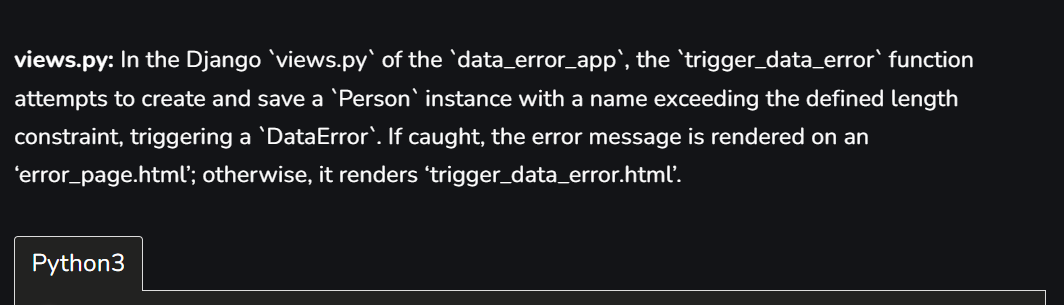 views.py: In the Django `views.py` of the `data_error_app`, the `trigger_data_error` function
attempts to create and save a `Person` instance with a name exceeding the defined length
constraint, triggering a `DataError`. If caught, the error message is rendered on an
‘error_page.html’; otherwise, it renders ‘trigger_data_error.html’.
Python3